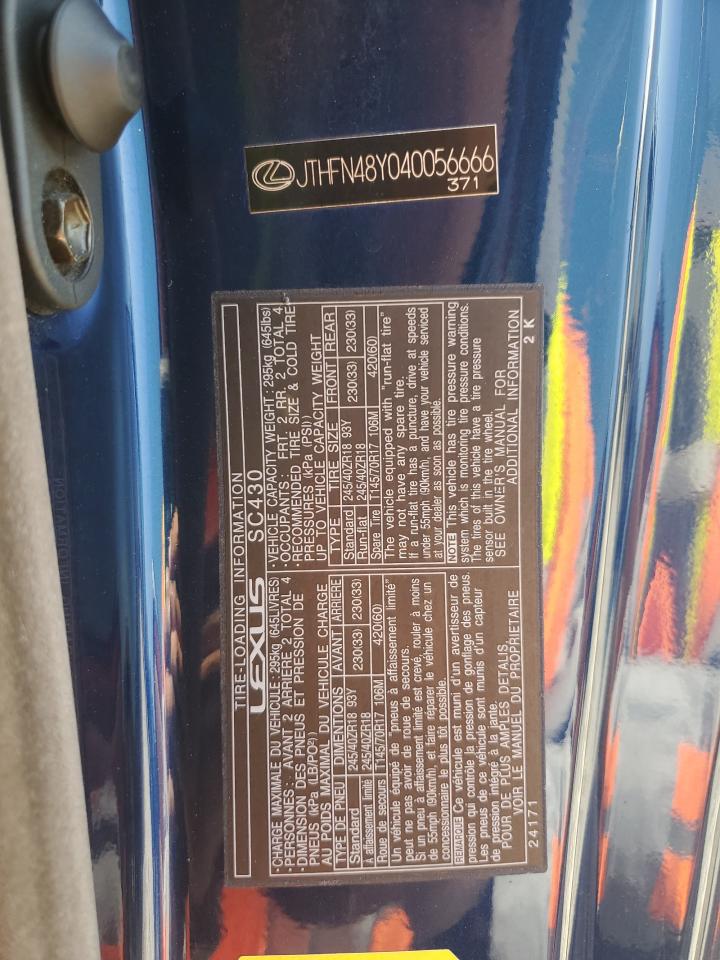 JTHFN48Y040056666
371
TIRE-LOADING INFORMATION
LEXUS SC430
·CHARGE MAXIMALE DU VÉHICULE : 295kg (645LIVRES)
·PERSONNES : AVANT 2 ARRIÈRE 2 TOTAL 4
·DIMENSION DES PNEUS ET PRESSION DE
PNEUS (kPa (LB/PO²))
AU POIDS MAXIMAL DU VÉHICULE CHARGÉ
TYPE DE PNEU DIMENSIONS AVANT ARRIÈRE
Standard 245/40ZR18 93Y 230(33) 230(33)
À affaissement limité 245/40ZR18
Roue de secours T145/70R17 106M 420(60)
Un véhicule équipé de "pneus à affaissement limité"
peut ne pas avoir de roue de secours.
Si un pneu à affaissement limité est crevé, rouler à moins
de 55mph (90km/h), et faire réparer le véhicule chez un
concessionnaire le plus tôt possible.
REMARQUE Ce véhicule est muni d'un avertisseur de
pression qui contrôle la pression de gonflage des pneus.
Les pneus de ce véhicule sont munis d'un capteur
de pression intégré à la jante.
POUR DE PLUS AMPLES DÉTAILS
VOIR LE MANUEL DU PROPRIÉTAIRE
24171
·VEHICLE CAPACITY WEIGHT : 295kg (645lbs)
·OCCUPANTS : FRT 2 RR. 2 TOTAL 4
·RECOMMENDED TIRE SIZE & COLD TIRE
PRESSURES (kPa (PSI))
UP TO VEHICLE CAPACITY WEIGHT
TYPE TIRE SIZE FRONT REAR
Standard 245/40ZR18 93Y 230(33) 230(33)
Run-flat 245/40ZR18
Spare Tire T145/70R17 106M 420(60)
The vehicle equipped with "run-flat tire"
may not have any spare tire.
If a run-flat tire has a puncture, drive at speeds
under 55mph (90km/h), and have your vehicle serviced
at your dealer as soon as possible.
NOTE This vehicle has tire pressure warning
system which is monitoring tire pressure conditions.
The tires of this vehicle have a tire pressure
sensor built in the tire wheel.
SEE OWNER'S MANUAL FOR
ADDITIONAL INFORMATION
2 K